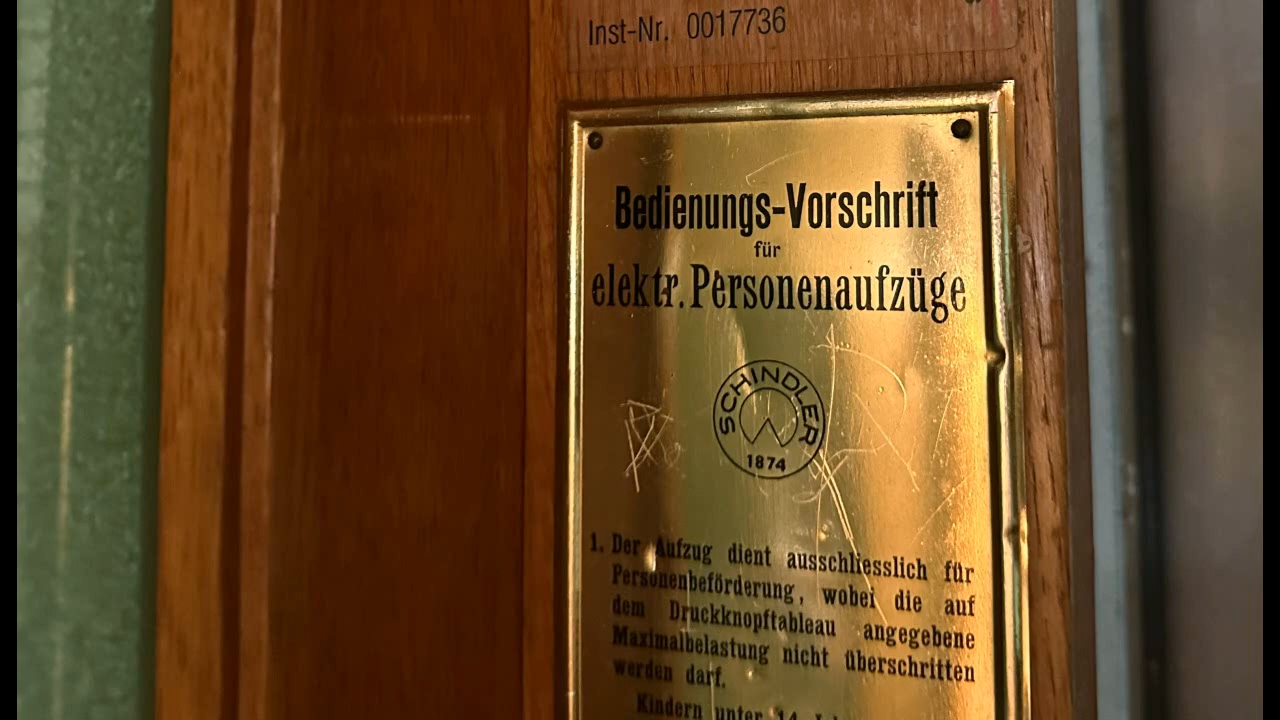 Inst-Nr. 0017736
Bedienungs-Vorschrift
für
elektr. Personenaufzüge
SCHINDLER
1874
1. Der Aufzug dient ausschliesslich für
Personenbeförderung, wobei die auf
dem Druckknopftableau angegebene
Maximalbelastung nicht überschritten
werden darf.
Kindern unter 14